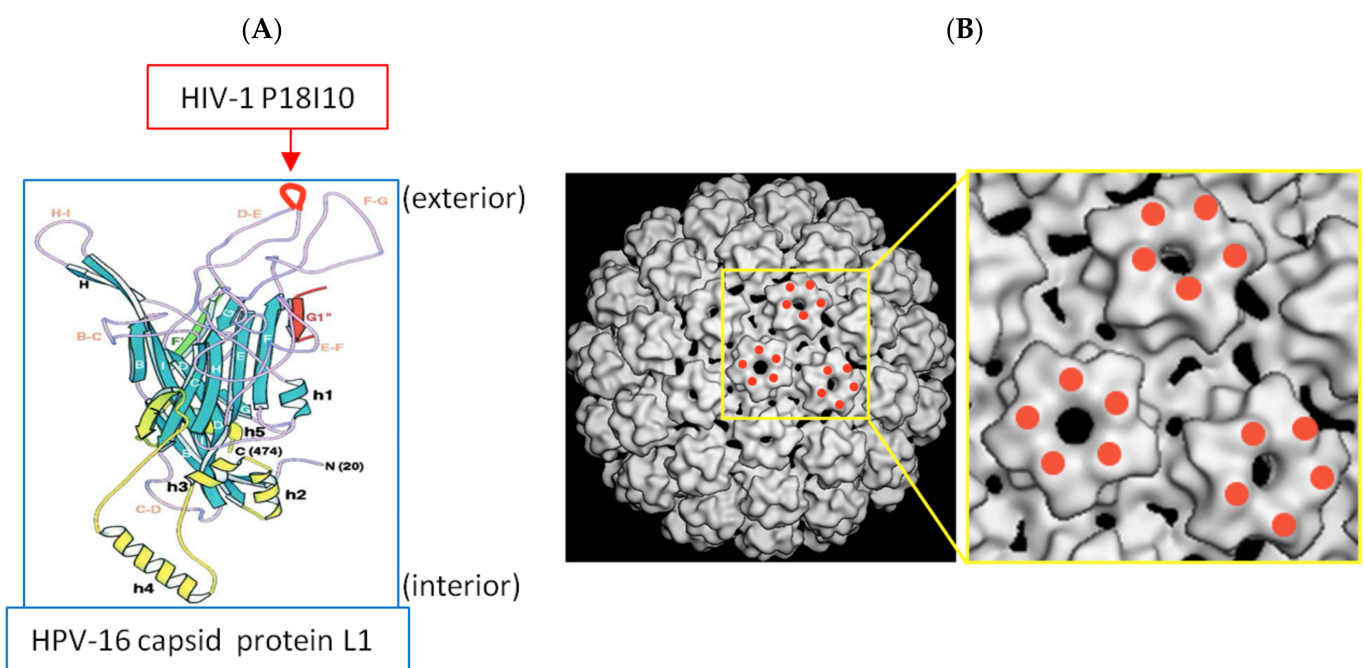 (A)
(B)
HIV-1 P18I10
(exterior)
H-I
D-E
F-G
H
G1"
B-C
F'
G
F
E-F
B
I
D
C
H
E
h1
G
D
h5
C (474)
N (20)
B
h3
h2
C-D
h4
(interior)
HPV-16 capsid protein L1